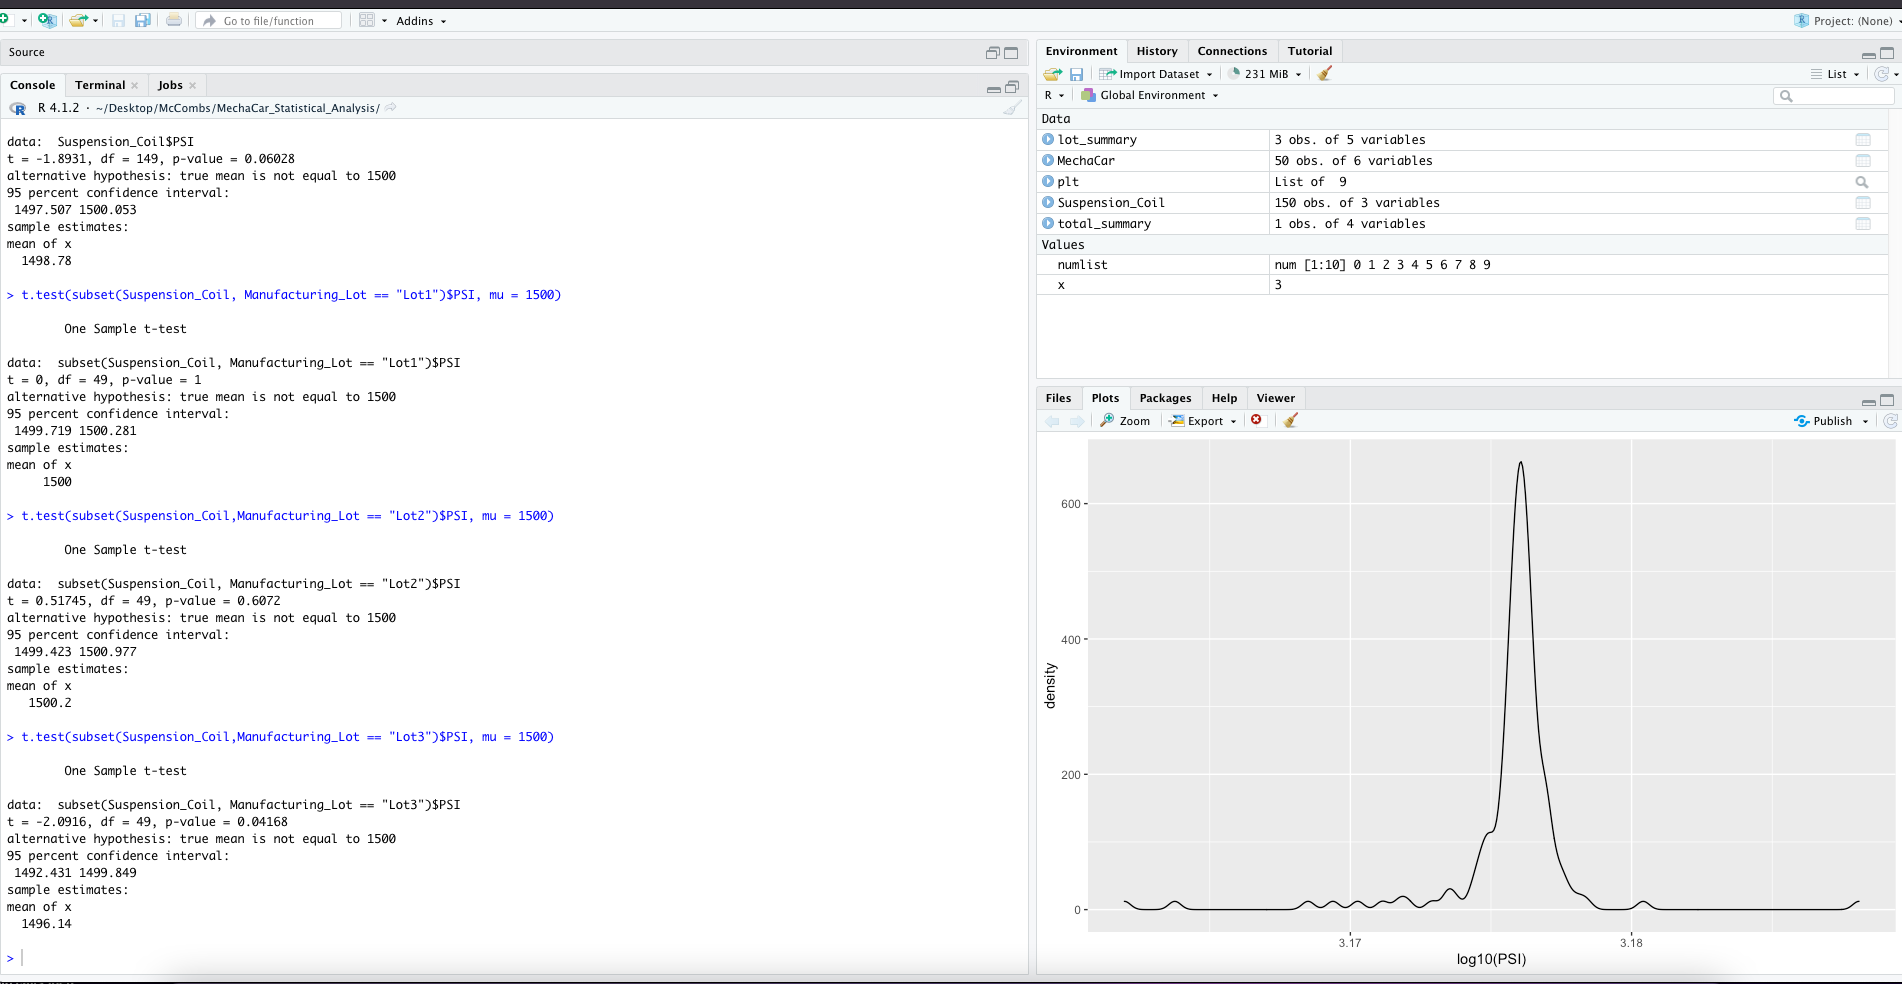 Go to file/function
Addins
Project: (None)
Source
Console
Terminal
Jobs
R 4.1.2 · ~/Desktop/McCombs/MechaCar_Statistical_Analysis/
data:  Suspension_Coil$PSI
t = -1.8931, df = 149, p-value = 0.06028
alternative hypothesis: true mean is not equal to 1500
95 percent confidence interval:
 1497.507 1500.053
sample estimates:
mean of x
  1498.78
> t.test(subset(Suspension_Coil, Manufacturing_Lot == "Lot1")$PSI, mu = 1500)
        One Sample t-test
data:  subset(Suspension_Coil, Manufacturing_Lot == "Lot1")$PSI
t = 0, df = 49, p-value = 1
alternative hypothesis: true mean is not equal to 1500
95 percent confidence interval:
 1499.719 1500.281
sample estimates:
mean of x
     1500
> t.test(subset(Suspension_Coil,Manufacturing_Lot == "Lot2")$PSI, mu = 1500)
        One Sample t-test
data:  subset(Suspension_Coil, Manufacturing_Lot == "Lot2")$PSI
t = 0.51745, df = 49, p-value = 0.6072
alternative hypothesis: true mean is not equal to 1500
95 percent confidence interval:
 1499.423 1500.977
sample estimates:
mean of x
   1500.2
> t.test(subset(Suspension_Coil,Manufacturing_Lot == "Lot3")$PSI, mu = 1500)
        One Sample t-test
data:  subset(Suspension_Coil, Manufacturing_Lot == "Lot3")$PSI
t = -2.0916, df = 49, p-value = 0.04168
alternative hypothesis: true mean is not equal to 1500
95 percent confidence interval:
 1492.431 1499.849
sample estimates:
mean of x
  1496.14
>
Environment
History
Connections
Tutorial
Import Dataset
231 MiB
List
R
Global Environment
Data
lot_summary 3 obs. of 5 variables
MechaCar 50 obs. of 6 variables
plt List of  9
Suspension_Coil 150 obs. of 3 variables
total_summary 1 obs. of 4 variables
Values
numlist num [1:10] 0 1 2 3 4 5 6 7 8 9
x 3
Files
Plots
Packages
Help
Viewer
Zoom
Export
Publish
600
400
200
0
density
3.17
3.18
log10(PSI)